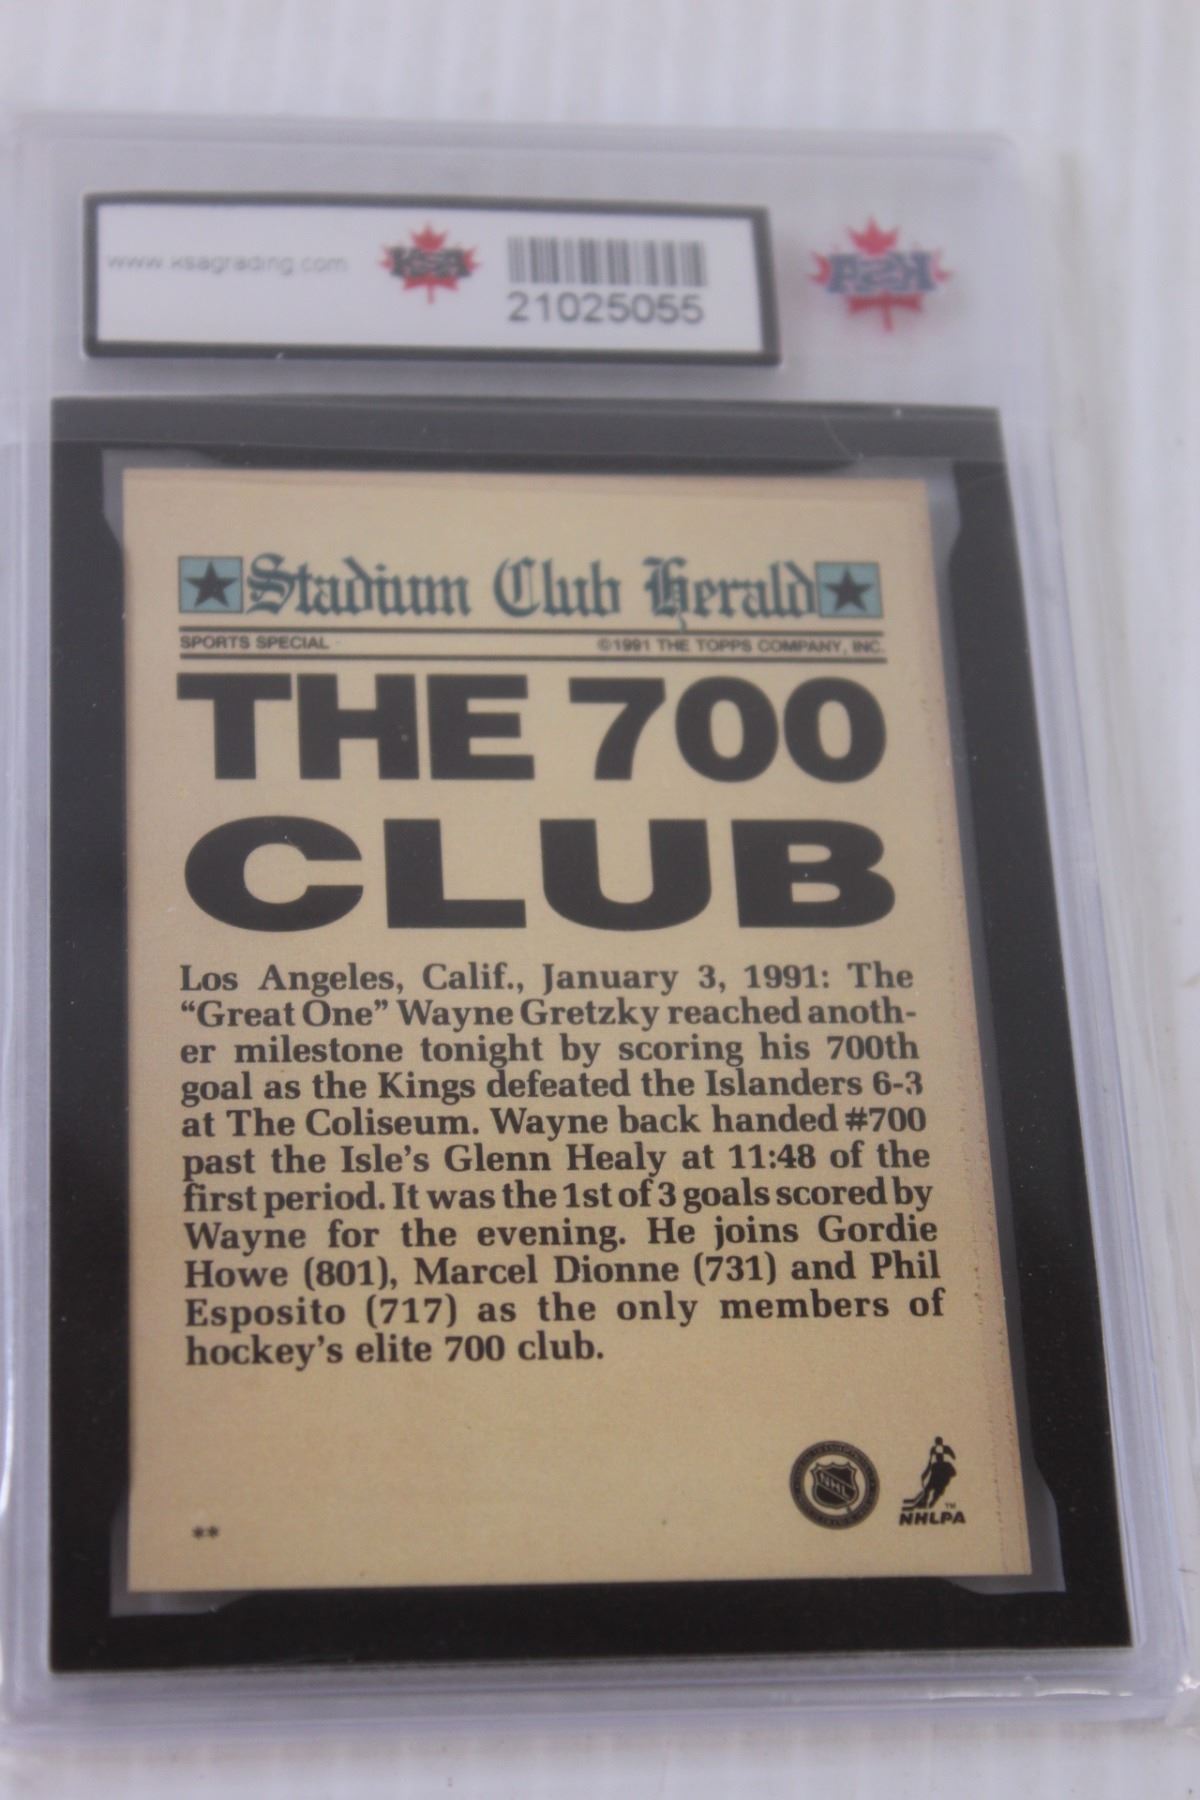 www.ksagrading.com
KSA
21025055
KSA
Stadium Club Herald
SPORTS SPECIAL
©1991 THE TOPPS COMPANY, INC.
THE 700
CLUB
Los Angeles, Calif., January 3, 1991: The
“Great One” Wayne Gretzky reached anoth-
er milestone tonight by scoring his 700th
goal as the Kings defeated the Islanders 6-3
at The Coliseum. Wayne back handed #700
past the Isle’s Glenn Healy at 11:48 of the
first period. It was the 1st of 3 goals scored by
Wayne for the evening. He joins Gordie
Howe (801), Marcel Dionne (731) and Phil
Esposito (717) as the only members of
hockey’s elite 700 club.
**
NHL
TM
NHLPA